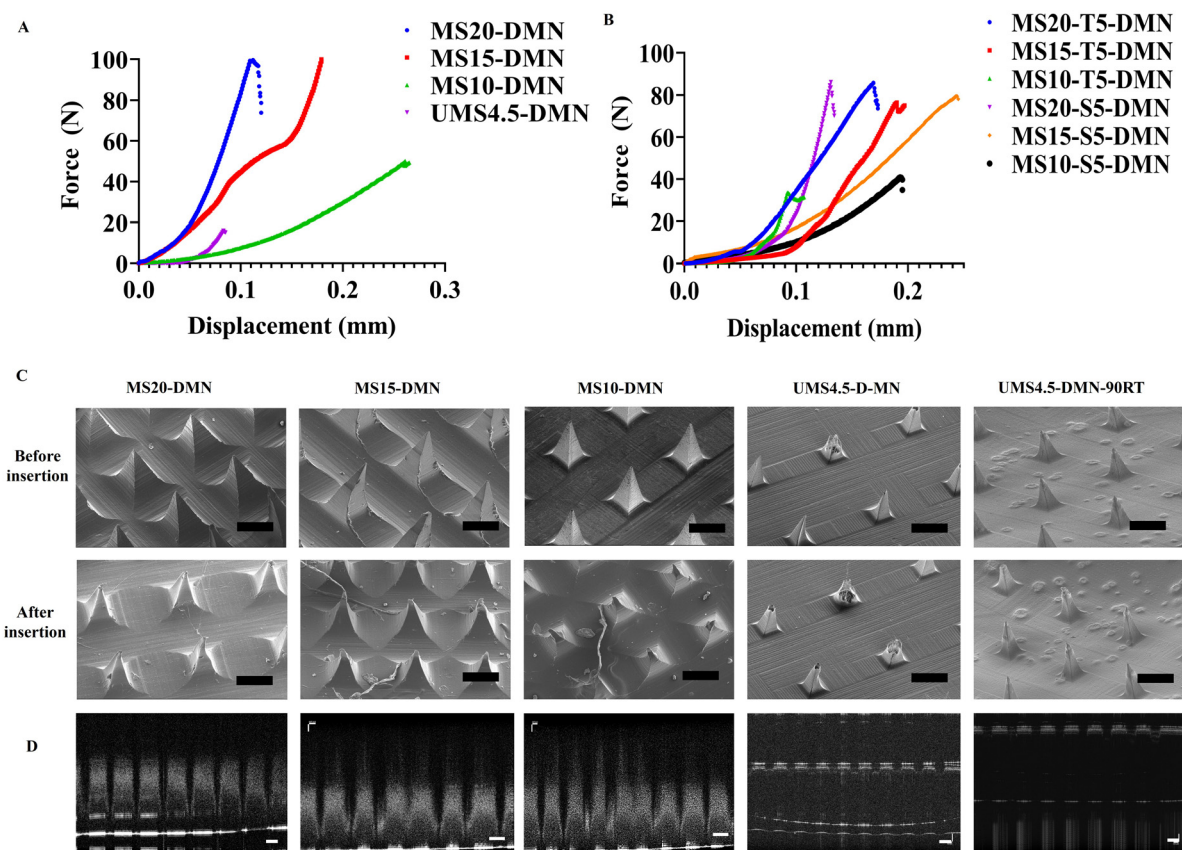 A
MS20-DMN
MS15-DMN
MS10-DMN
UMS4.5-DMN
100
80
60
40
20
0
Force (N)
0.0
0.1
0.2
0.3
Displacement (mm)
B
MS20-T5-DMN
MS15-T5-DMN
MS10-T5-DMN
MS20-S5-DMN
MS15-S5-DMN
MS10-S5-DMN
100
80
60
40
20
0
Force (N)
0.0
0.1
0.2
Displacement (mm)
C
MS20-DMN
MS15-DMN
MS10-DMN
UMS4.5-D-MN
UMS4.5-DMN-90RT
Before
insertion
After
insertion
D